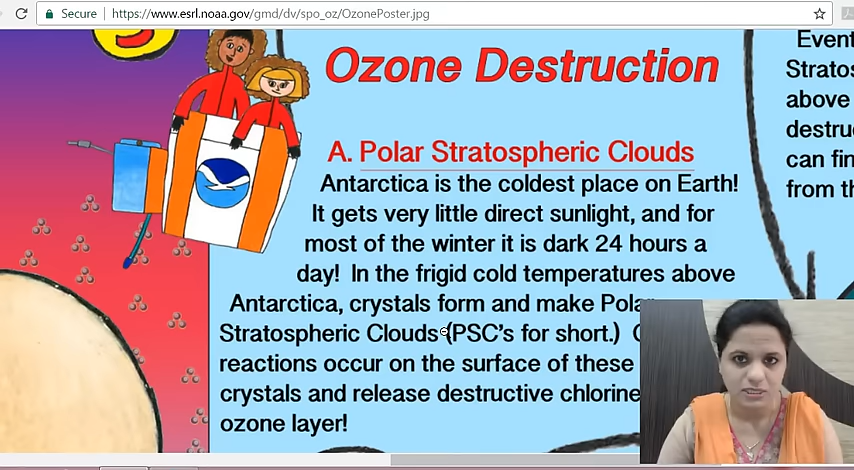 Secure https://www.esrl.noaa.gov/gmd/dv/spo_oz/OzonePoster.jpg
Ozone Destruction
A. Polar Stratospheric Clouds
Antarctica is the coldest place on Earth!
It gets very little direct sunlight, and for
most of the winter it is dark 24 hours a
day! In the frigid cold temperatures above
Antarctica, crystals form and make Polar
Stratospheric Clouds (PSC's for short.)
reactions occur on the surface of these
crystals and release destructive chlorine
ozone layer!
Event
above
can
from